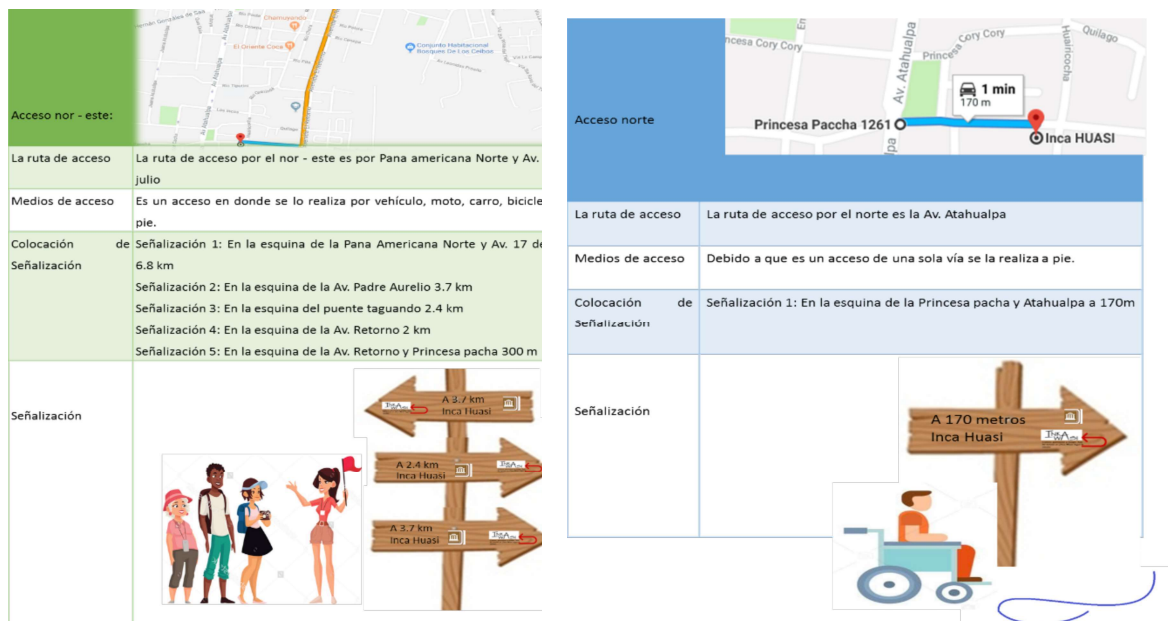 Chamuyando
El Oriente Coca
Conjunto Habitacional
Bosques De Los Ceibos
Av Atahualpa
Acceso nor - este:
La ruta de acceso
La ruta de acceso por el nor - este es por Pana americana Norte y Av.
julio
Medios de acceso
Es un acceso en donde se lo realiza por vehículo, moto, carro, bicicle
pie.
Colocación de
Señalización
Señalización 1: En la esquina de la Pana Americana Norte y Av. 17 de
6.8 km
Señalización 2: En la esquina de la Av. Padre Aurelio 3.7 km
Señalización 3: En la esquina del puente taguando 2.4 km
Señalización 4: En la esquina de la Av. Retorno 2 km
Señalización 5: En la esquina de la Av. Retorno y Princesa pacha 300 m
Señalización
A 3.7 km
Inca Huasi
A 2.4 km
Inca Huasi
A 3.7 km
Inca Huasi
Acceso norte
ncesa Cory Cory
En
Av. Atahualpa
Princesa Cory Cory
Huiricocha
Quilago
1 min
170 m
Princesa Paccha 1261
Inca HUASI
lpa
La ruta de acceso
La ruta de acceso por el norte es la Av. Atahualpa
Medios de acceso
Debido a que es un acceso de una sola vía se la realiza a pie.
Colocación de
Señalización
Señalización 1: En la esquina de la Princesa pacha y Atahualpa a 170m
Señalización
A 170 metros
Inca Huasi